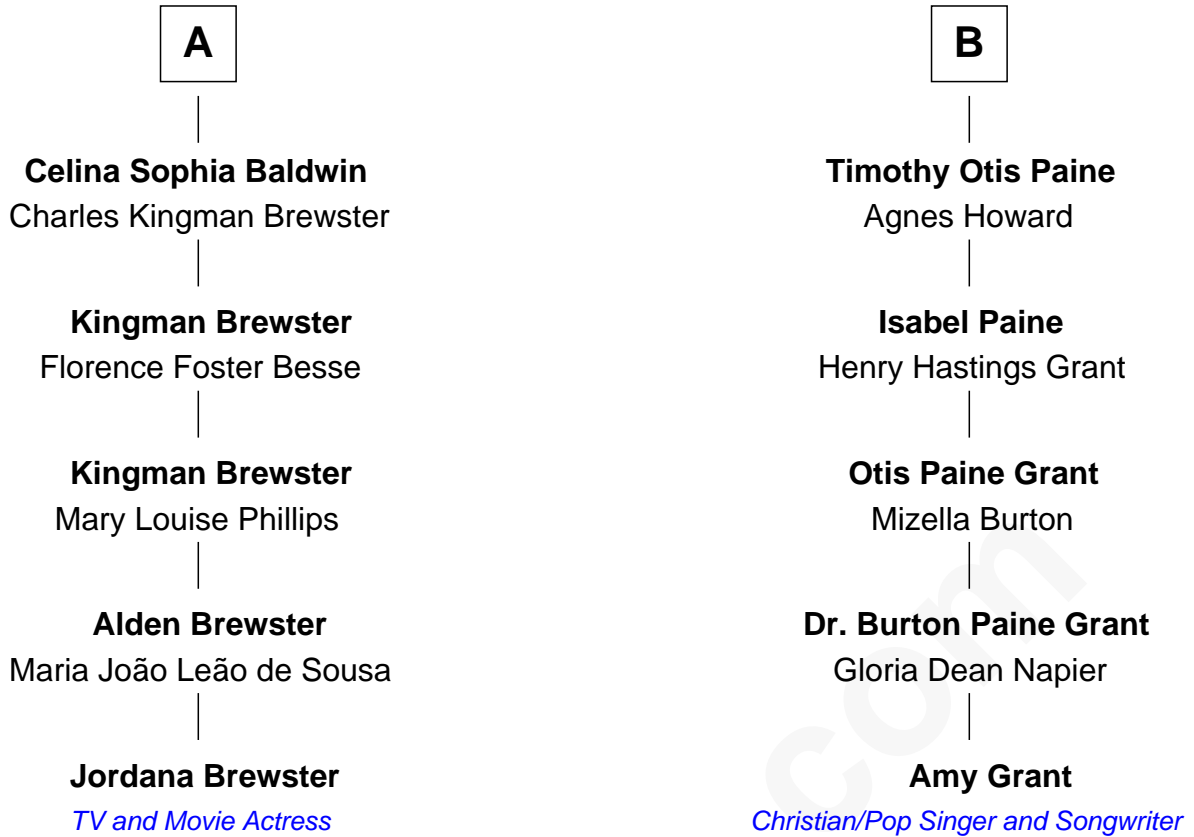 A
Celina Sophia Baldwin
Charles Kingman Brewster
Kingman Brewster
Florence Foster Besse
Kingman Brewster
Mary Louise Phillips
Alden Brewster
Maria João Leão de Sousa
Jordana Brewster
TV and Movie Actress
B
Timothy Otis Paine
Agnes Howard
Isabel Paine
Henry Hastings Grant
Otis Paine Grant
Mizella Burton
Dr. Burton Paine Grant
Gloria Dean Napier
Amy Grant
Christian/Pop Singer and Songwriter
com